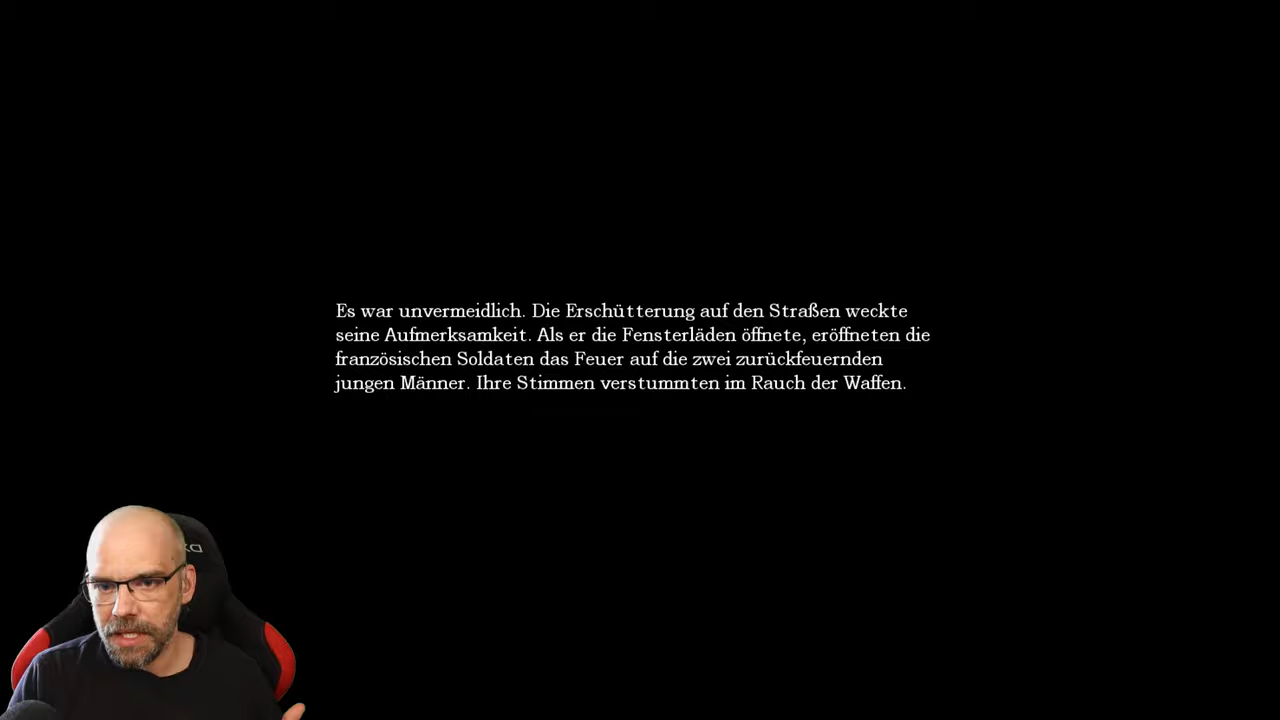 Es war unvermeidlich. Die Erschütterung auf den Straßen weckte
seine Aufmerksamkeit. Als er die Fensterläden öffnete, eröffneten die
französischen Soldaten das Feuer auf die zwei zurückfeuernden
jungen Männer. Ihre Stimmen verstummten im Rauch der Waffen.